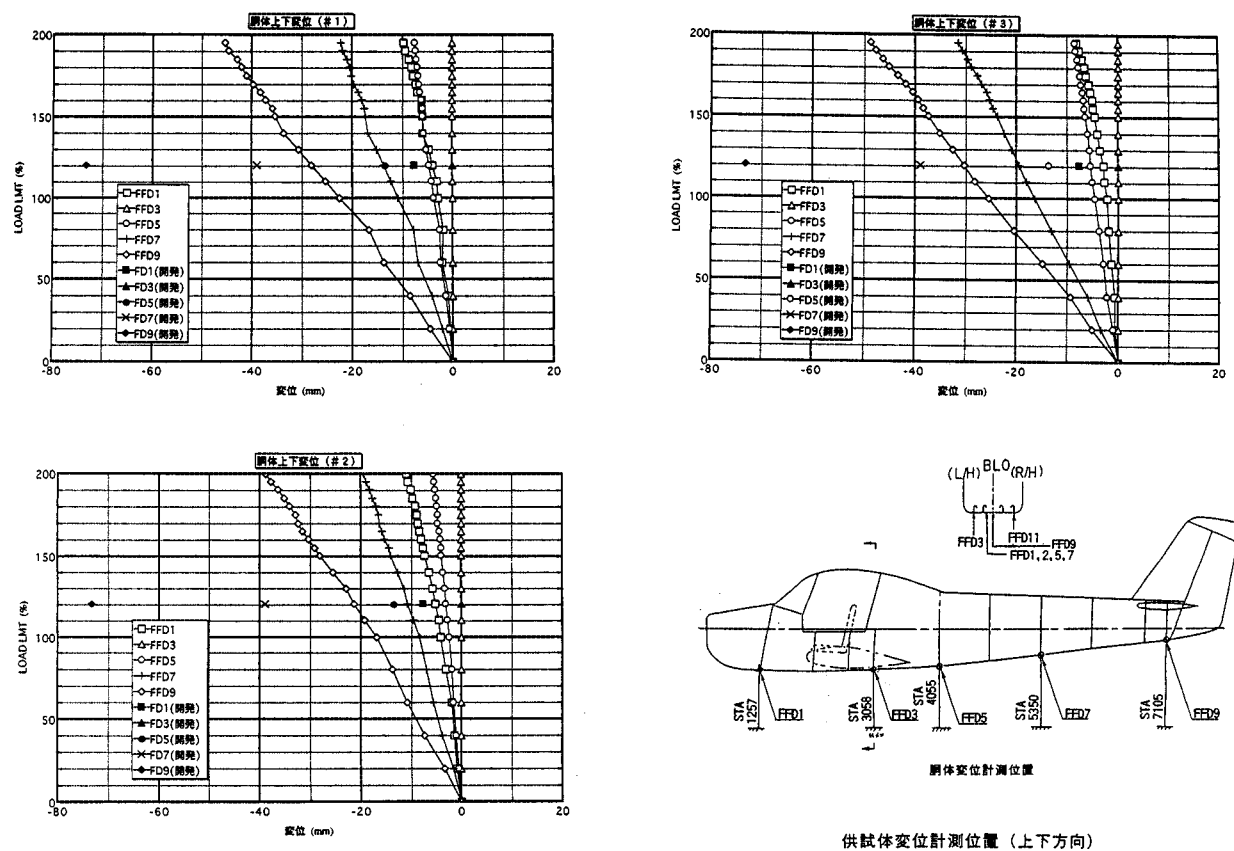 胴体上下変位(#1)
LOAD LMT (%)
200
150
100
50
0
FFD1
FFD3
FFD5
FFD7
FFD9
FD1(開発)
FD3(開発)
FD5(開発)
FD7(開発)
FD9(開発)
-80
-60
-40
-20
0
20
変位 (mm)
胴体上下変位(#3)
LOAD LMT (%)
200
150
100
50
0
FFD1
FFD3
FFD5
FFD7
FFD9
FD1(開発)
FD3(開発)
FD5(開発)
FD7(開発)
FD9(開発)
-80
-60
-40
-20
0
20
変位 (mm)
胴体上下変位(#2)
LOAD LMT (%)
200
150
100
50
0
FFD1
FFD3
FFD5
FFD7
FFD9
FD1(開発)
FD3(開発)
FD5(開発)
FD7(開発)
FD9(開発)
-80
-60
-40
-20
0
20
変位 (mm)
(L/H) BL0 (R/H)
FFD3
FFD11
FFD9
FFD1,2,5,7
STA 1257
FFD1
STA 3058
FFD3
STA 4055
FFD5
STA 5350
FFD7
STA 7105
FFD9
胴体変位計測位置
供試体変位計測位置(上下方向)